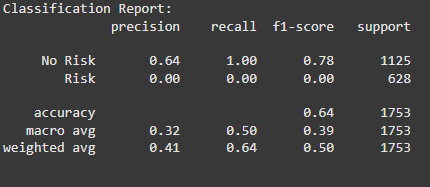 Classification Report:
precision recall f1-score support
No Risk 0.64 1.00 0.78 1125
Risk 0.00 0.00 0.00 628
accuracy 0.64 1753
macro avg 0.32 0.50 0.39 1753
weighted avg 0.41 0.64 0.50 1753